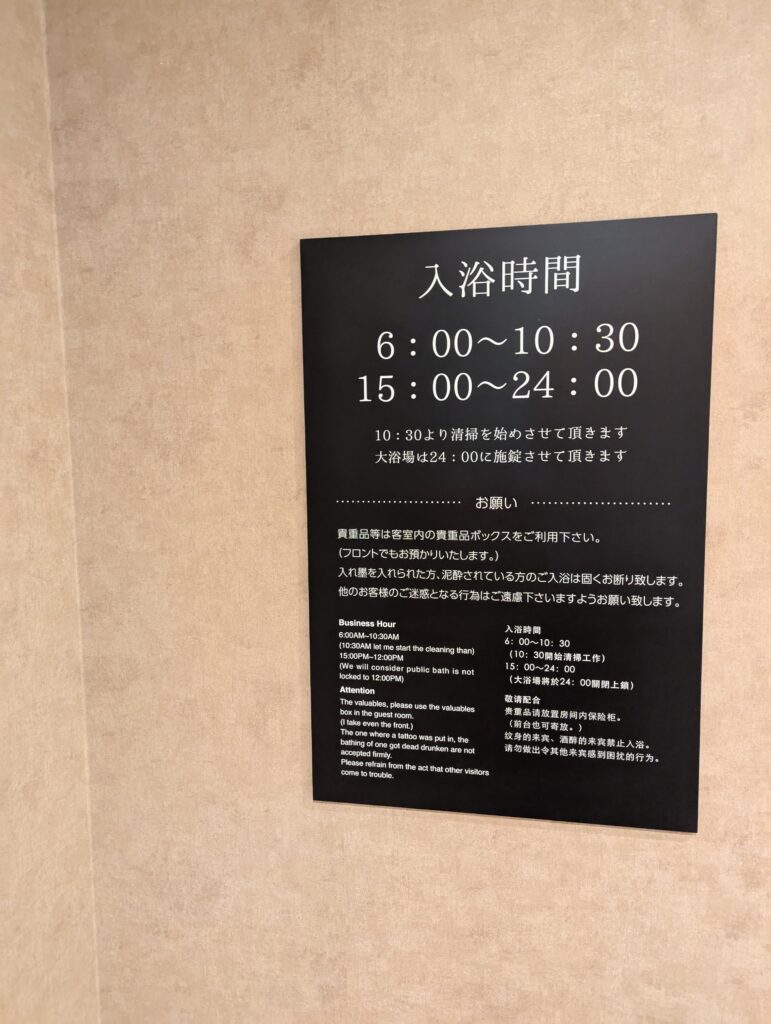 入浴時間
6：00～10：30
15：00～24：00
10：30より清掃を始めさせて頂きます
大浴場は24：00に施錠させて頂きます
お願い
貴重品等は客室内の貴重品ボックスをご利用下さい。
(フロントでもお預かりいたします。)
入れ墨を入れられた方、泥酔されている方のご入浴は固くお断り致します。
他のお客様のご迷惑となる行為はご遠慮下さいますようお願い致します。
Business Hour
6:00AM~10:30AM
(10:30AM let me start the cleaning than)
15:00PM~12:00PM
(We will consider public bath is not
locked to 12:00PM)
Attention
The valuables, please use the valuables
box in the guest room.
(I take even the front.)
The one where a tattoo was put in, the
bathing of one got dead drunken are not
accepted firmly.
Please refrain from the act that other visitors
come to trouble.
入浴時間
6：00～10：30
（10：30開始清掃工作）
15：00～24：00
（大浴場將於24：00關閉上鎖）
敬请配合
贵重品请放置房间内保险柜。
（前台也可寄放。）
纹身的来宾、酒醉的来宾禁止入浴。
请勿做出令其他来宾感到困扰的行为。